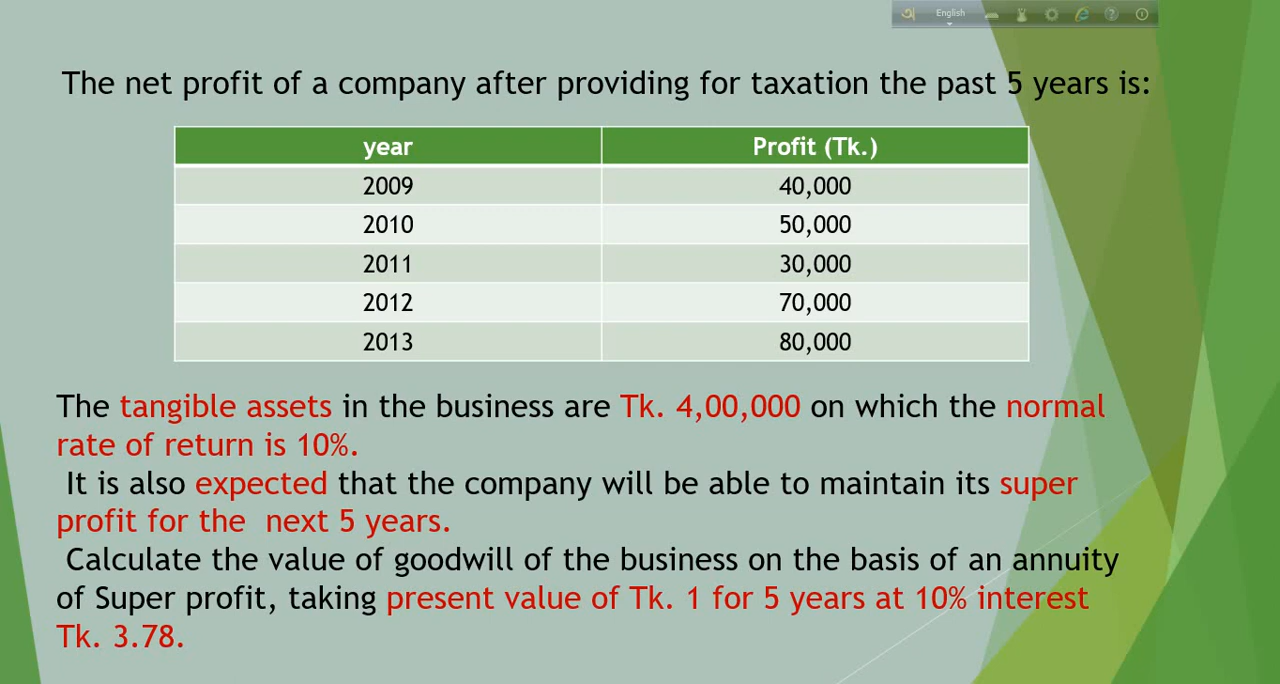 অ English
The net profit of a company after providing for taxation the past 5 years is:
year Profit (Tk.)
2009 40,000
2010 50,000
2011 30,000
2012 70,000
2013 80,000
The tangible assets in the business are Tk. 4,00,000 on which the normal
rate of return is 10%.
It is also expected that the company will be able to maintain its super
profit for the next 5 years.
Calculate the value of goodwill of the business on the basis of an annuity
of Super profit, taking present value of Tk. 1 for 5 years at 10% interest
Tk. 3.78.